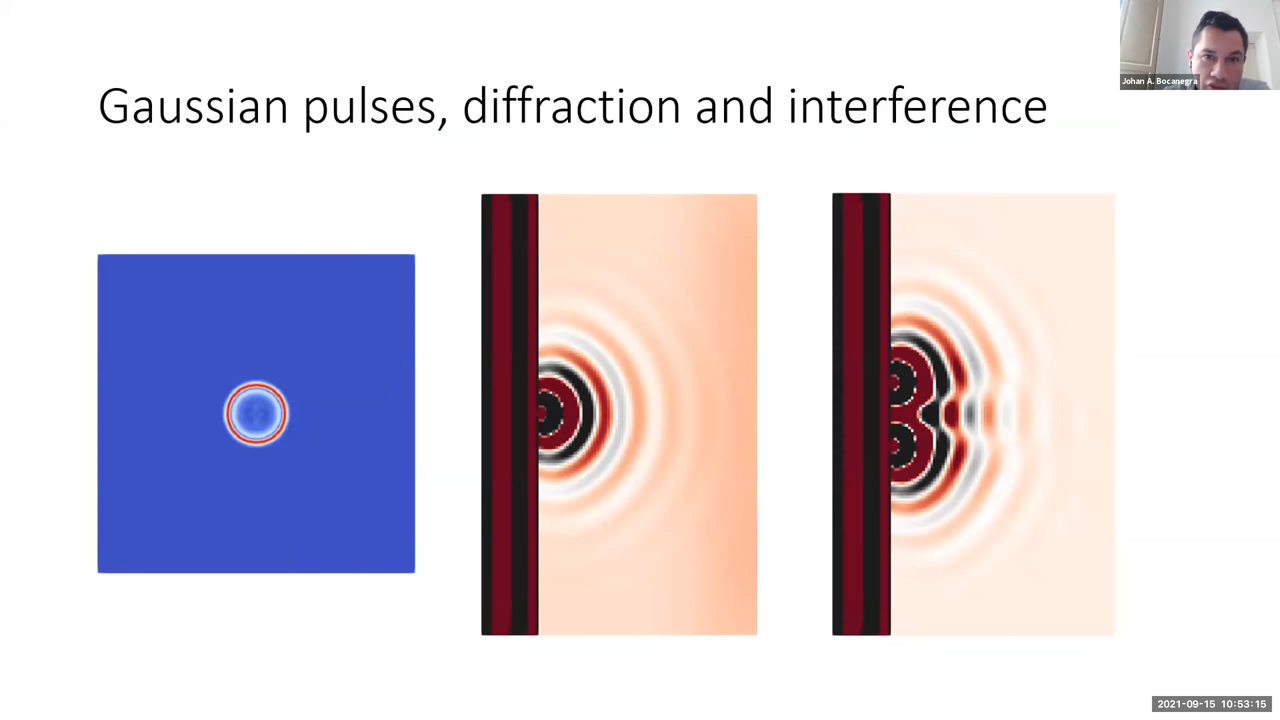 Gaussian pulses, diffraction and interference
Johan A. Bocanegra
2021-09-15 10:53:15